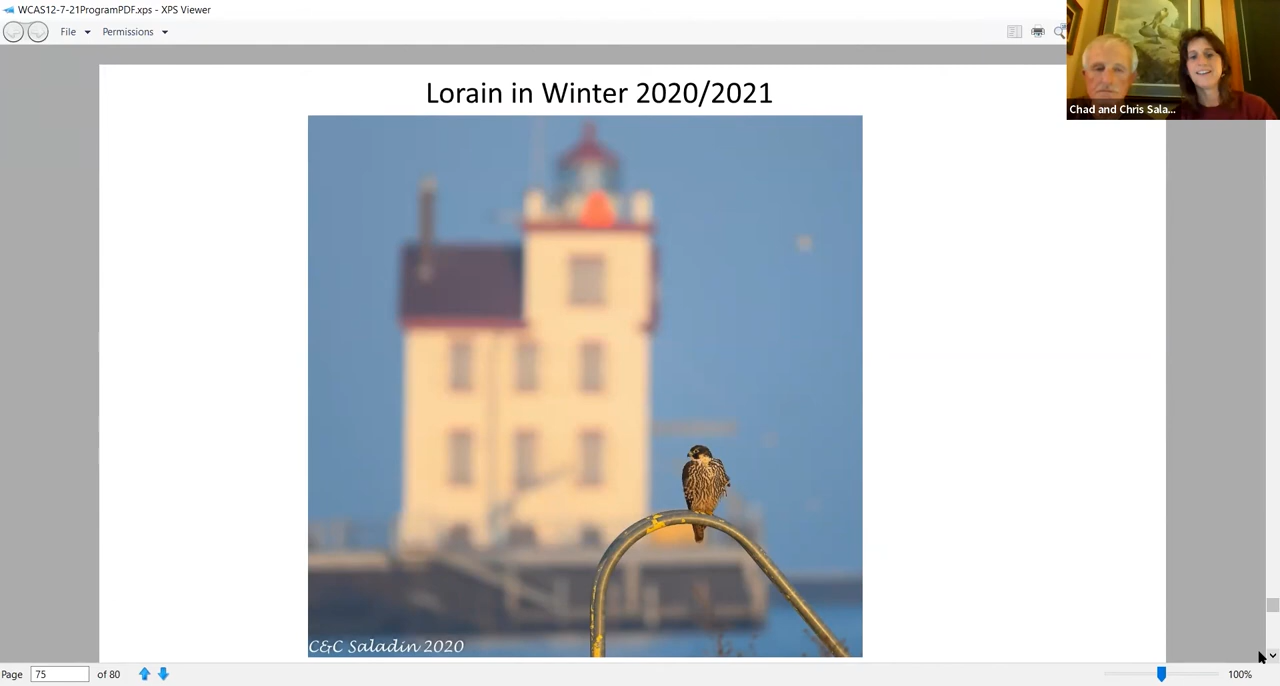 WCAS12-7-21ProgramPDF.xps - XPS Viewer
File Permissions
Chad and Chris Sala...
Lorain in Winter 2020/2021
C&C Saladin 2020
Page 75 of 80 100%